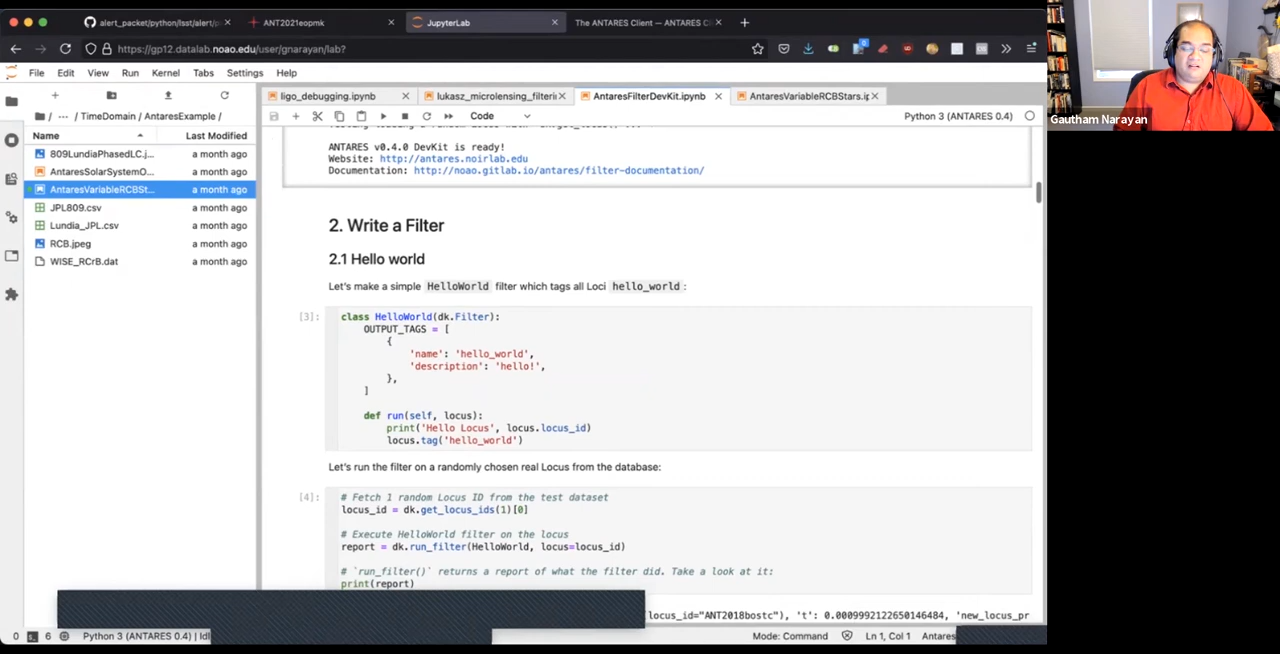 alert_packet/python/lsst/alert/p
ANT2021eopmk
JupyterLab
The ANTARES Client — ANTARES C
https://gp12.datalab.noao.edu/user/gnarayan/lab?
Gautham Narayan
File Edit View Run Kernel Tabs Settings Help
ligo_debugging.ipynb
lukasz_microlensing_filteri
AntaresFilterDevKit.ipynb
AntaresVariableRCBStars.ip
/ ... / TimeDomain / AntaresExample /
Code
Python 3 (ANTARES 0.4)
Name Last Modified
809LundiaPhasedLC.j... a month ago
AntaresSolarSystemO... a month ago
AntaresVariableRCBSt... a month ago
JPL809.csv a month ago
Lundia_JPL.csv a month ago
RCB.jpeg a month ago
WISE_RCrB.dat a month ago
ANTARES v0.4.0 DevKit is ready!
Website: http://antares.noirlab.edu
Documentation: http://noao.gitlab.io/antares/filter-documentation/
2. Write a Filter
2.1 Hello world
Let's make a simple HelloWorld filter which tags all Loci hello_world :
[3]: class HelloWorld(dk.Filter):
OUTPUT_TAGS = [
{
'name': 'hello_world',
'description': 'hello!',
},
]
def run(self, locus):
print('Hello Locus', locus.locus_id)
locus.tag('hello_world')
Let's run the filter on a randomly chosen real Locus from the database:
[4]: # Fetch 1 random Locus ID from the test dataset
locus_id = dk.get_locus_ids(1)[0]
# Execute HelloWorld filter on the locus
report = dk.run_filter(HelloWorld, locus=locus_id)
# `run_filter()` returns a report of what the filter did. Take a look at it:
print(report)
(locus_id="ANT2018bostc"), 't': 0.0009992122650146484, 'new_locus_pr
0 6 Python 3 (ANTARES 0.4) | Idl
Mode: Command Ln 1, Col 1 Antares